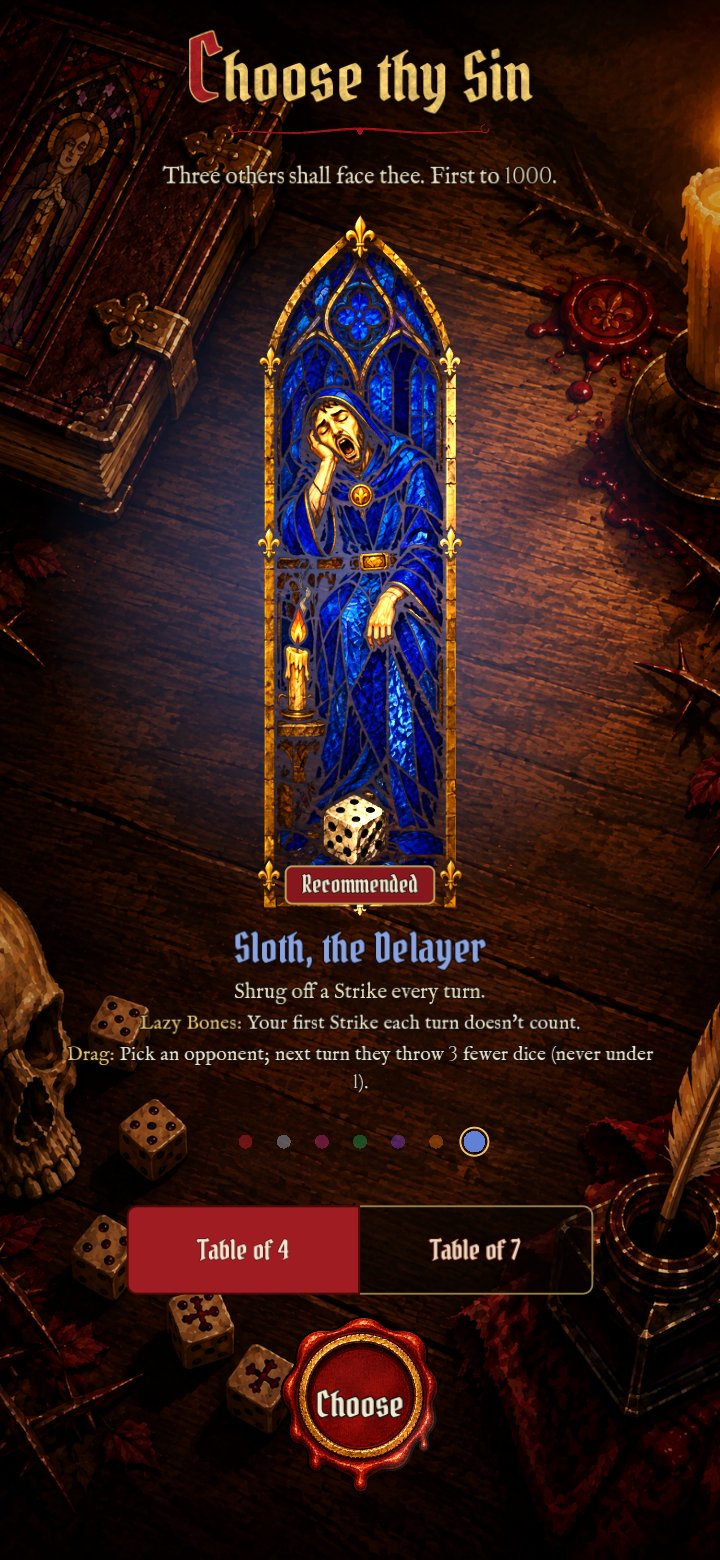 Choose thy Sin
Three others shall face thee. First to 1000.
Recommended
Sloth, the Delayer
Shrug off a Strike every turn.
Lazy Bones: Your first Strike each turn doesn't count.
Drag: Pick an opponent; next turn they throw 3 fewer dice (never under
1).
Table of 4
Table of 7
Choose